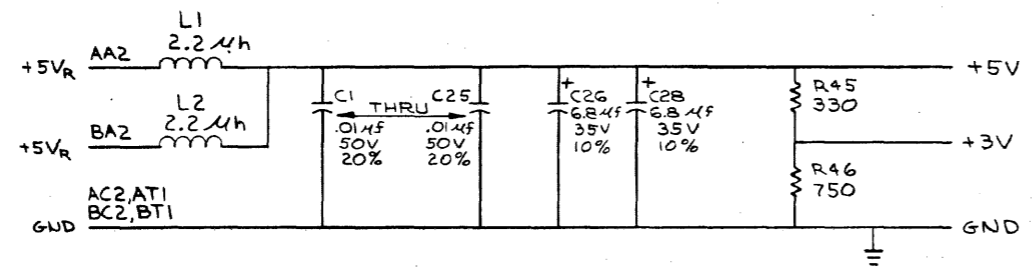 L1
2.2 µh
+5VR AA2
+5V
L2
2.2 µh
+5VR BA2
C1 THRU C25
.01µf .01µf
50V 50V
20% 20%
+ C26
6.8µf
35V
10%
+ C28
6.8µf
35V
10%
R45
330
+3V
R46
750
AC2,AT1
BC2,BT1
GND
GND